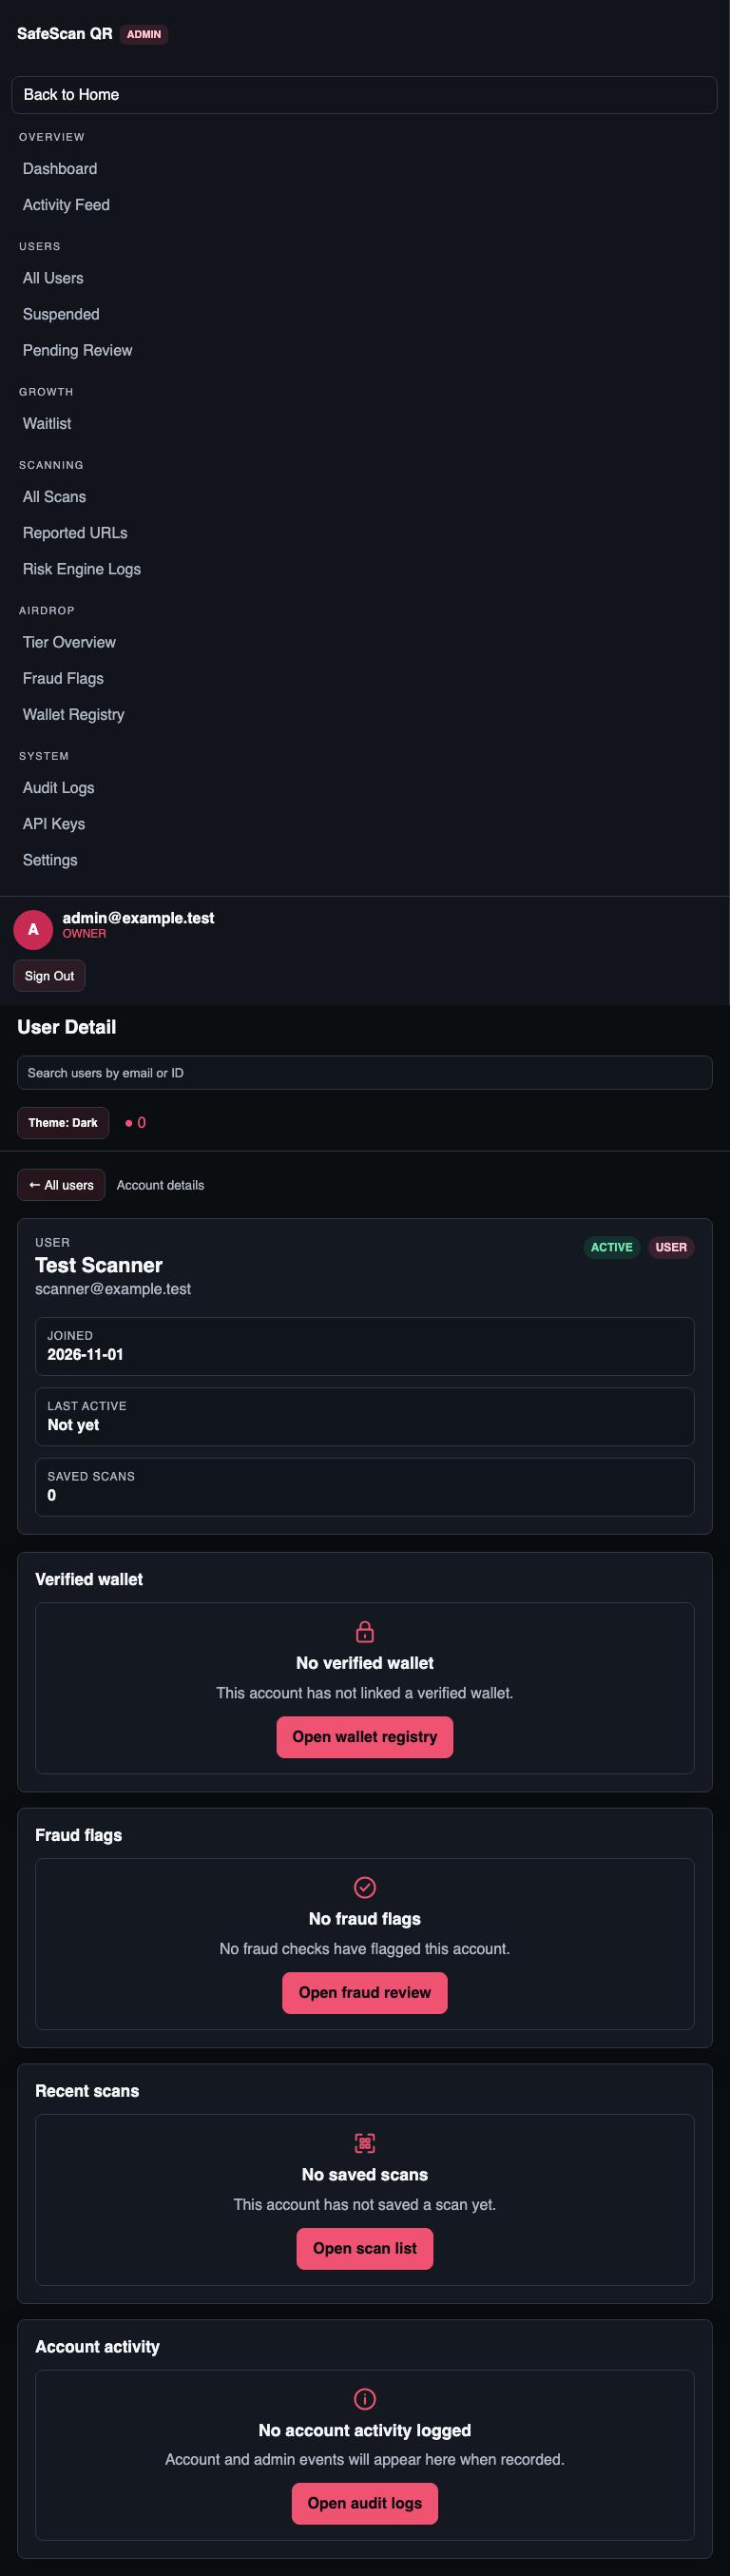 SafeScan QR ADMIN
Back to Home
OVERVIEW
Dashboard
Activity Feed
USERS
All Users
Suspended
Pending Review
GROWTH
Waitlist
SCANNING
All Scans
Reported URLs
Risk Engine Logs
AIRDROP
Tier Overview
Fraud Flags
Wallet Registry
SYSTEM
Audit Logs
API Keys
Settings
A admin@example.test
OWNER
Sign Out
User Detail
Search users by email or ID
Theme: Dark ● 0
← All users Account details
USER ACTIVE USER
Test Scanner
scanner@example.test
JOINED
2026-11-01
LAST ACTIVE
Not yet
SAVED SCANS
0
Verified wallet
No verified wallet
This account has not linked a verified wallet.
Open wallet registry
Fraud flags
No fraud flags
No fraud checks have flagged this account.
Open fraud review
Recent scans
No saved scans
This account has not saved a scan yet.
Open scan list
Account activity
No account activity logged
Account and admin events will appear here when recorded.
Open audit logs